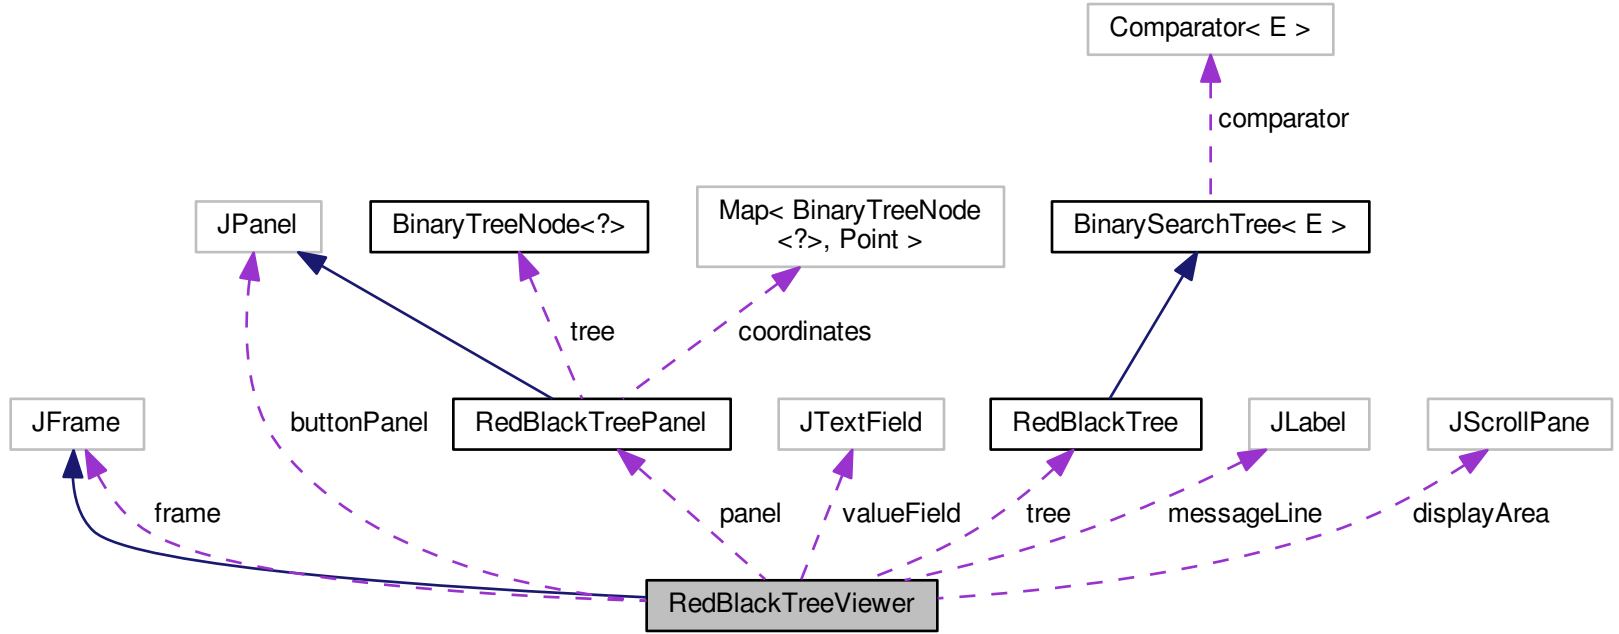 Comparator< E >
comparator
JPanel
BinaryTreeNode<?>
Map< BinaryTreeNode
<?>, Point >
BinarySearchTree< E >
tree
coordinates
JFrame
buttonPanel
RedBlackTreePanel
JTextField
RedBlackTree
JLabel
JScrollPane
frame
panel
valueField
tree
messageLine
displayArea
RedBlackTreeViewer